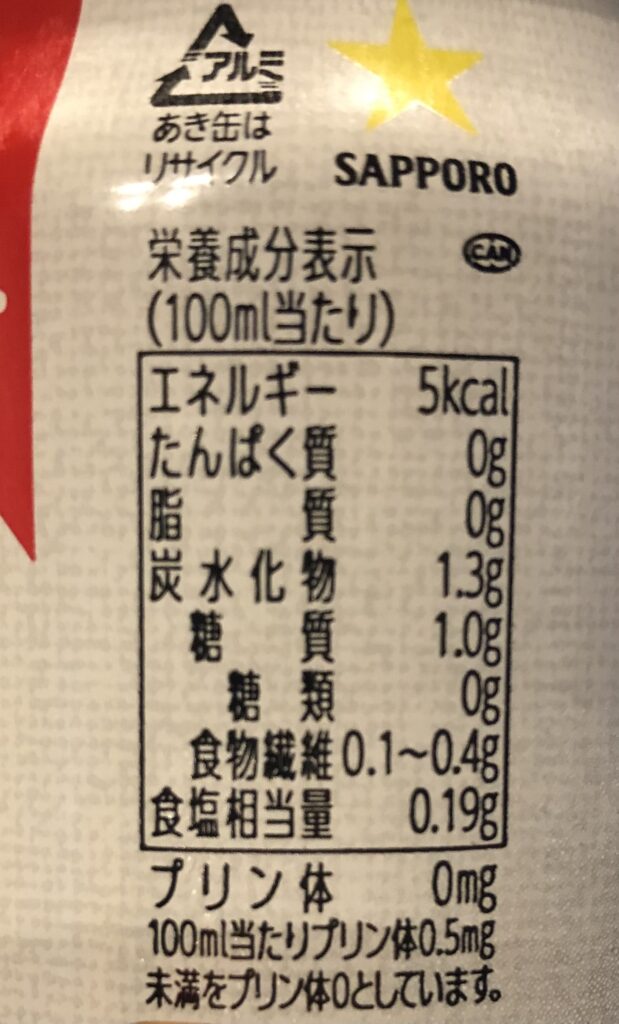 アルミ
あき缶は
リサイクル
SAPPORO
栄養成分表示
CAN
(100ml当たり)
エネルギー 5kcal
たんぱく質 0g
脂質 0g
炭水化物 1.3g
糖質 1.0g
糖類 0g
食物繊維 0.1~0.4g
食塩相当量 0.19g
プリン体 0mg
100ml当たりプリン体0.5mg
未満をプリン体0としています。